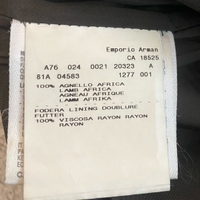 Emporio Arman
CA 18525
A76 024 0021 20323 A
81A 04583 1277 001
100% AGNELLO AFRICA
LAMB AFRICA
AGNEAU AFRIQUE
LAMM AFRIKA
FODERA LINING DOUBLURE
FUTTER
100% VISCOSA RAYON RAYON
RAYON